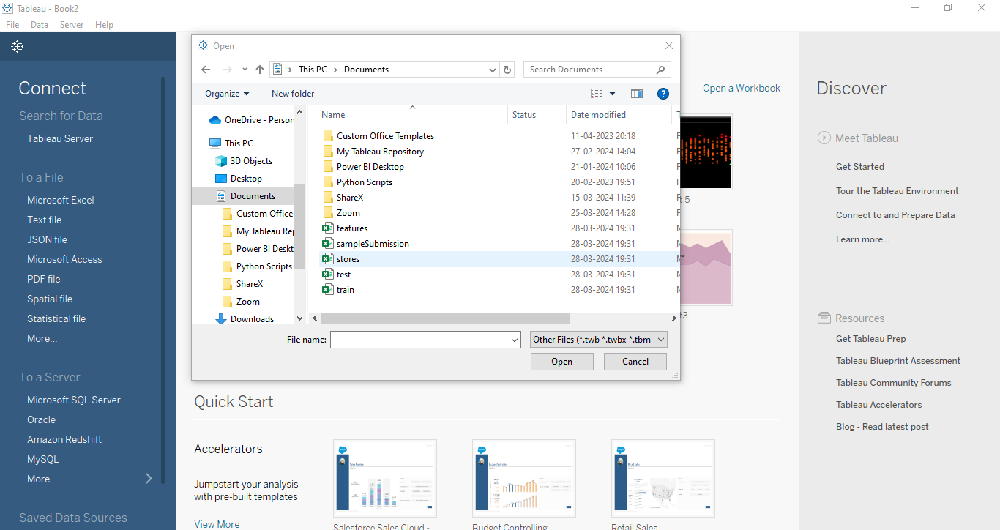 Tableau - Book2
File Data Server Help
Connect
Search for Data
Tableau Server
To a File
Microsoft Excel
Text file
JSON file
Microsoft Access
PDF file
Spatial file
Statistical file
More...
To a Server
Microsoft SQL Server
Oracle
Amazon Redshift
MySQL
More...
Saved Data Sources
Open
This PC > Documents
Search Documents
Organize
New folder
OneDrive - Person
This PC
3D Objects
Desktop
Documents
Custom Office
My Tableau Rep
Power BI Deskt
Python Scripts
ShareX
Zoom
Downloads
Name Status Date modified
Custom Office Templates 11-04-2023 20:18
My Tableau Repository 27-02-2024 14:04
Power BI Desktop 21-01-2024 10:06
Python Scripts 20-02-2023 19:51
ShareX 15-03-2024 11:39
Zoom 25-03-2024 14:28
features 28-03-2024 19:31
sampleSubmission 28-03-2024 19:31
stores 28-03-2024 19:31
test 28-03-2024 19:31
train 28-03-2024 19:31
File name:
Other Files (*.twb *.twbx *.tbm
Open
Cancel
Open a Workbook
t 5
t3
Quick Start
Accelerators
Jumpstart your analysis
with pre-built templates
View More
Salesforce Sales Cloud -
Budget Controlling
Retail Sales
Discover
Meet Tableau
Get Started
Tour the Tableau Environment
Connect to and Prepare Data
Learn more...
Resources
Get Tableau Prep
Tableau Blueprint Assessment
Tableau Community Forums
Tableau Accelerators
Blog - Read latest post